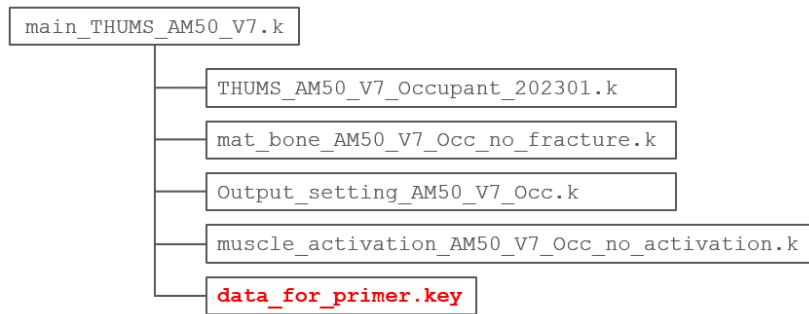 main_THUMS_AM50_V7.k
THUMS_AM50_V7_Occupant_202301.k
mat_bone_AM50_V7_Occ_no_fracture.k
Output_setting_AM50_V7_Occ.k
muscle_activation_AM50_V7_Occ_no_activation.k
data_for_primer.key